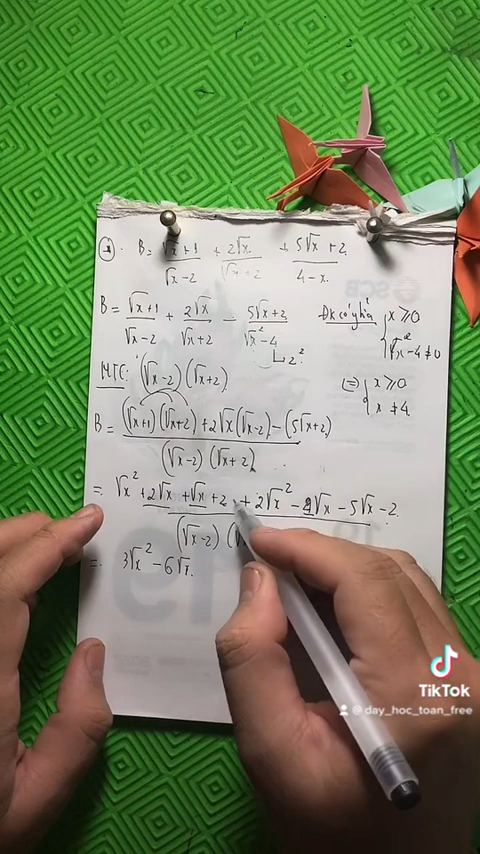 1. B = (√x + 1)/(√x - 2) + 2√x/(√x + 2) + (5√x + 2)/(4 - x)
B = (√x + 1)/(√x - 2) + 2√x/(√x + 2) - (5√x + 2)/(√x² - 4) Đk có nghĩa { x ≥ 0
√x² - 4 ≠ 0
↳ 2²
MTC: (√x - 2)(√x + 2) (=) { x ≥ 0
x ≠ 4
B = ((√x + 1)(√x + 2) + 2√x(√x - 2) - (5√x + 2))/((√x - 2)(√x + 2))
= (√x² + 2√x + √x + 2 + 2√x² - 4√x - 5√x - 2)/((√x - 2)(√
= 3√x² - 6√x
TikTok
@day_hoc_toan_free